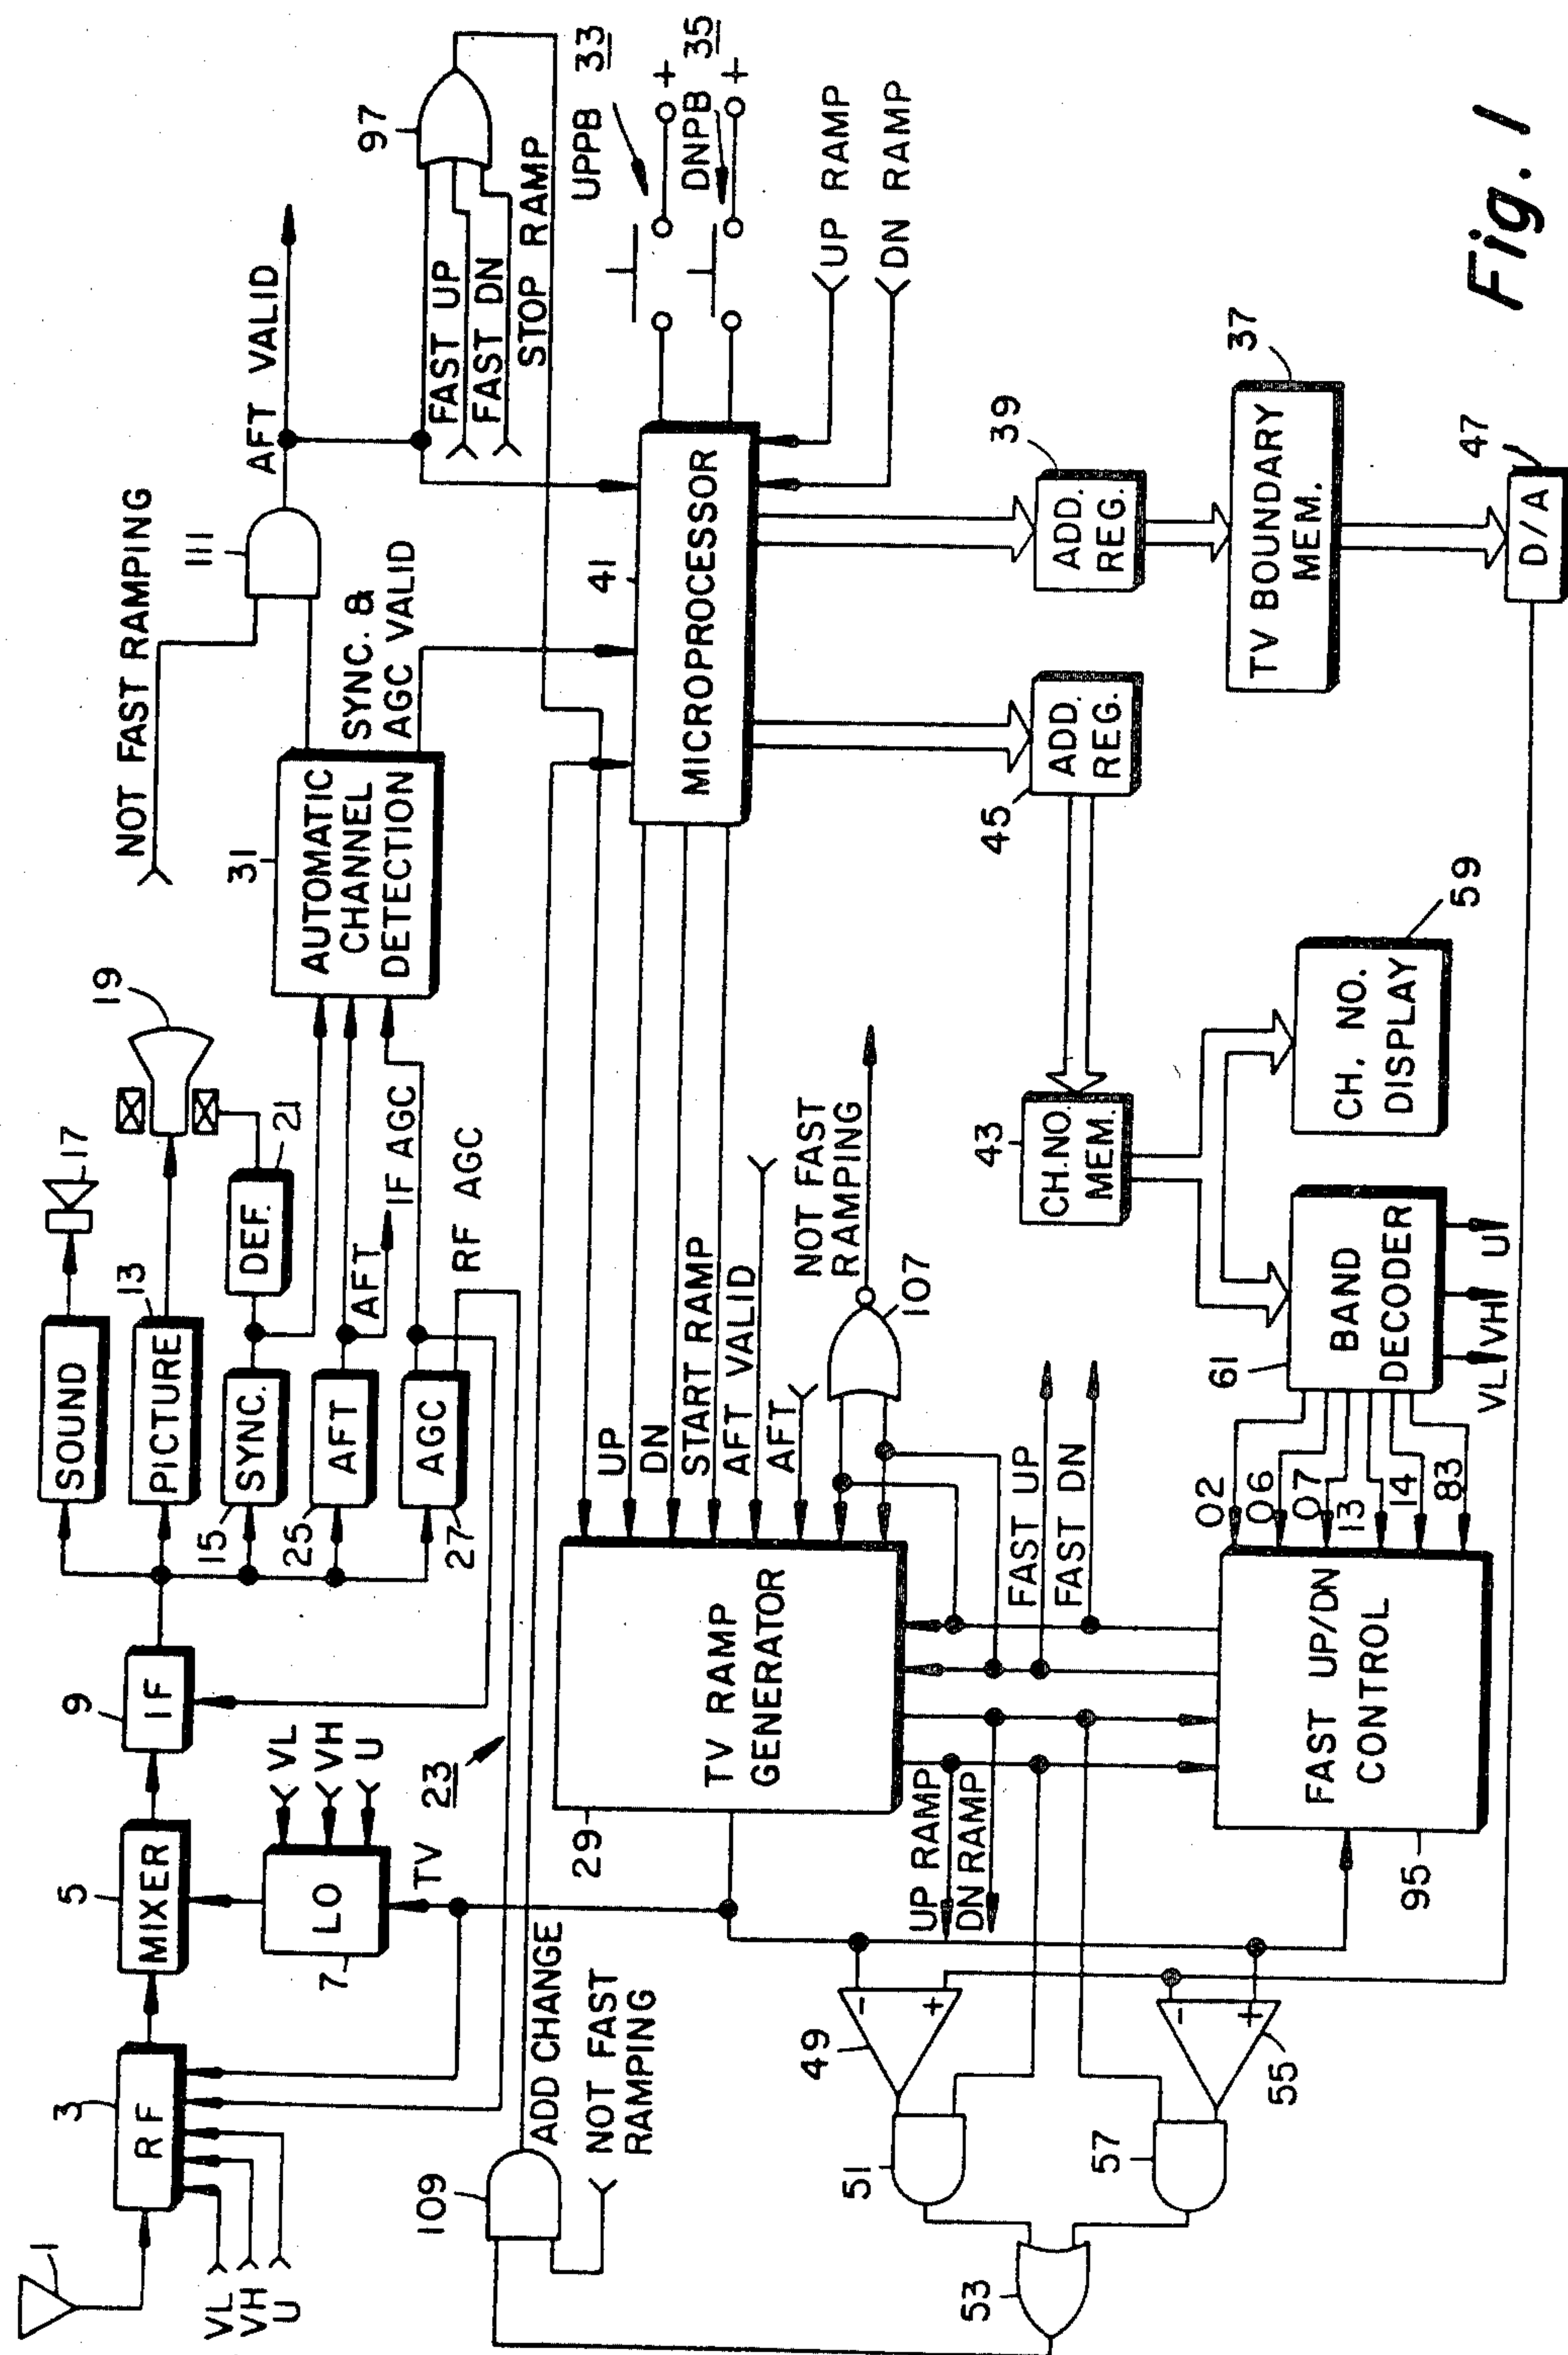 1
3
RF
VL
VH
U
5
MIXER
7
LO
VL
VH
U
TV
23
9
IF
SOUND
17
13
PICTURE
19
15
SYNC.
DEF.
21
25
AFT
AFT
27
AGC
IF AGC
RF AGC
31
AUTOMATIC
CHANNEL
DETECTION
SYNC. &
AGC VALID
NOT FAST RAMPING
111
AFT VALID
97
FAST UP
FAST DN
STOP RAMP
UPPB 33
DNPB 35
+
+
UP RAMP
DN RAMP
41
MICROPROCESSOR
109
ADD CHANGE
NOT FAST
RAMPING
29
TV RAMP
GENERATOR
UP
DN
START RAMP
AFT VALID
AFT
107
NOT FAST
RAMPING
UP RAMP
DN RAMP
FAST UP
FAST DN
39
ADD.
REG.
45
ADD.
REG.
37
TV BOUNDARY
MEM.
47
D/A
43
CH.NO.
MEM.
59
CH. NO.
DISPLAY
61
BAND
DECODER
VL
VH
U
02
06
07
13
14
83
95
FAST UP/DN
CONTROL
49
-
+
51
53
55
-
+
57
Fig. 1